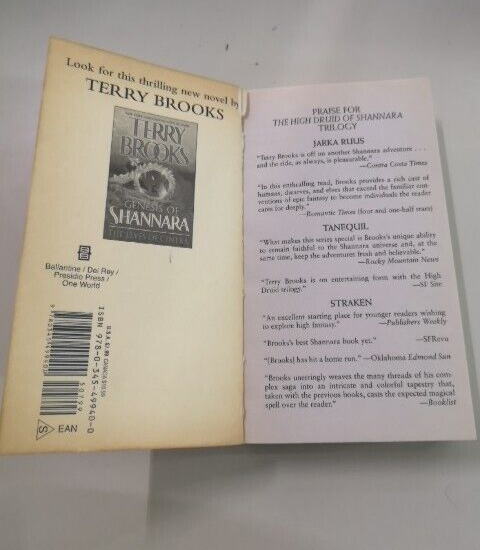 Look for this thrilling new novel by
TERRY BROOKS
TERRY
BROOKS
GENESIS OF
SHANNARA
THE ELVES OF CINTRA
Ballantine / Del Rey /
Presidio Press /
One World
ISBN 978-0-345-49940-0
50799
S EAN
PRAISE FOR
THE HIGH DRUID OF SHANNARA
TRILOGY
JARKA RUUS
"Terry Brooks is off on another Shannara adventure . . .
and the ride, as always, is pleasurable."
—Contra Costa Times
"In this enthralling read, Brooks provides a rich cast of
humans, dwarves, and elves that extend the familiar con-
ventions of epic fantasy to become individuals the reader
cares for deeply."
—Romantic Times (four and one-half stars)
TANEQUIL
"What makes this series special is Brooks's unique ability
to remain faithful to the Shannara universe and, at the
same time, keep the adventures fresh and believable."
—Rocky Mountain News
"Terry Brooks is on entertaining form with the High
Druid trilogy."
—SF Site
STRAKEN
"An excellent starting place for younger readers wishing
to explore high fantasy."
—Publishers Weekly
"Brooks's best Shannara book yet."
—SFRevu
"[Brooks] has hit a home run."
—Oklahoma Edmond Sun
"Brooks unerringly weaves the many threads of his com-
plex saga into an intricate and colorful tapestry that,
taken with the previous books, casts the expected magical
spell over the reader."
—Booklist